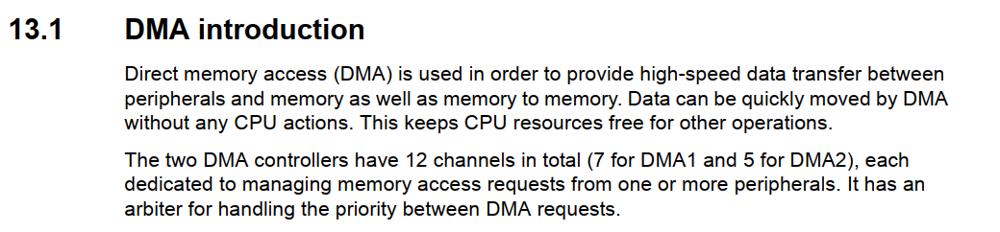 13.1 DMA introduction
Direct memory access (DMA) is used in order to provide high-speed data transfer between
peripherals and memory as well as memory to memory. Data can be quickly moved by DMA
without any CPU actions. This keeps CPU resources free for other operations.
The two DMA controllers have 12 channels in total (7 for DMA1 and 5 for DMA2), each
dedicated to managing memory access requests from one or more peripherals. It has an
arbiter for handling the priority between DMA requests.